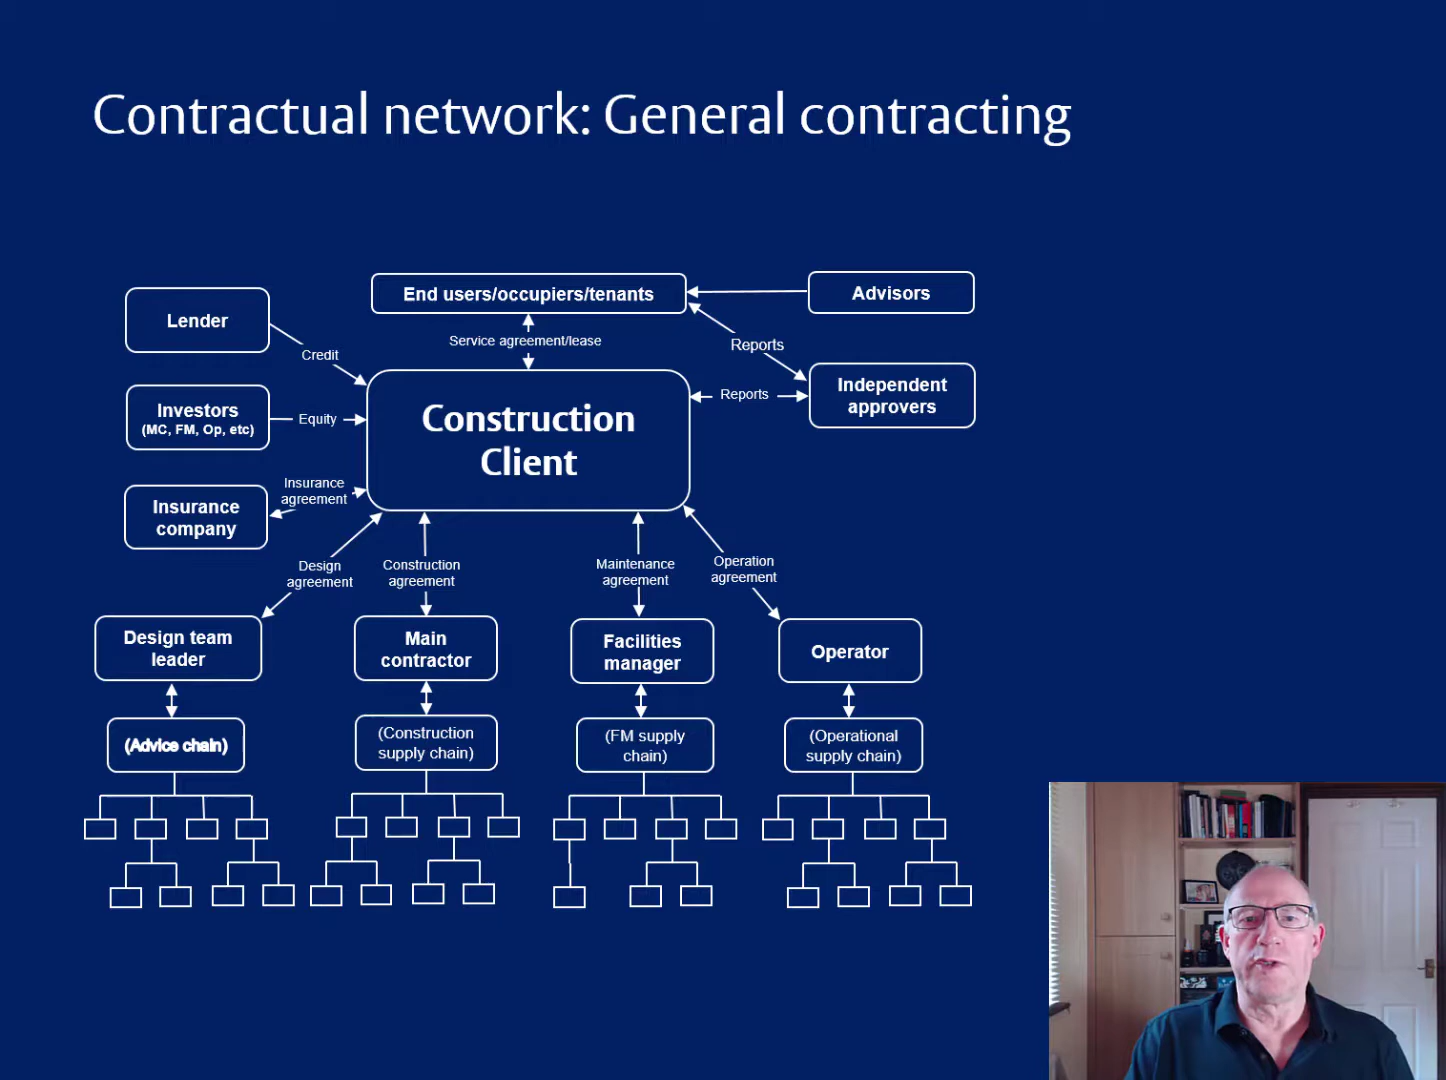 Contractual network: General contracting
Lender
End users/occupiers/tenants
Advisors
Credit
Service agreement/lease
Reports
Investors
(MC, FM, Op, etc)
Equity
Construction
Client
Reports
Independent
approvers
Insurance
company
Insurance
agreement
Design
agreement
Construction
agreement
Maintenance
agreement
Operation
agreement
Design team
leader
Main
contractor
Facilities
manager
Operator
(Advice chain)
(Construction
supply chain)
(FM supply
chain)
(Operational
supply chain)